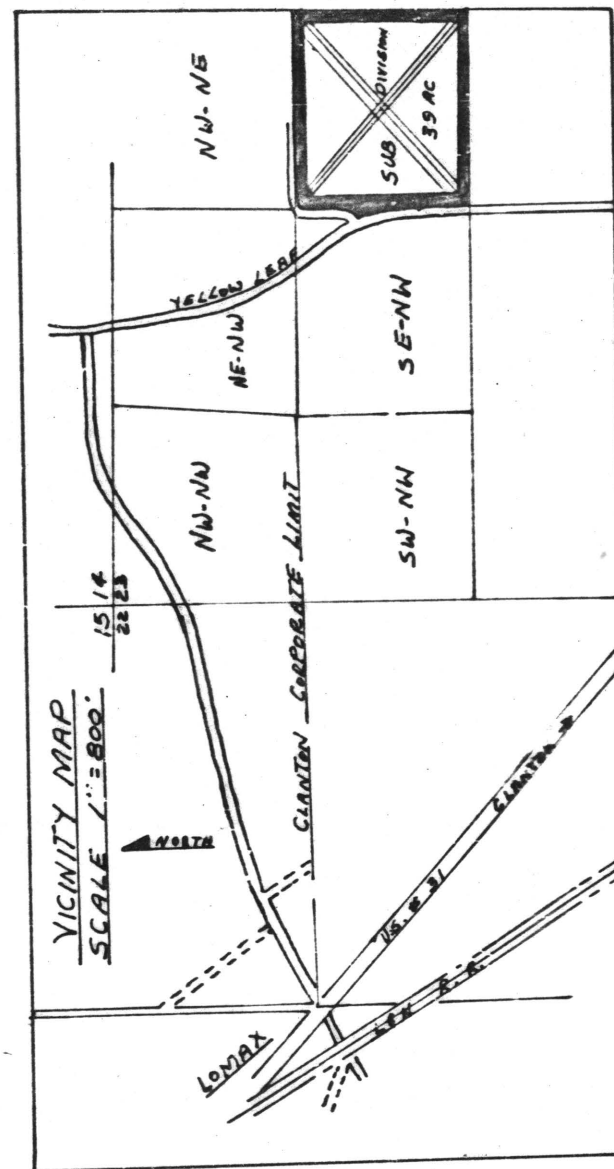 VICINITY MAP
SCALE 1" = 800'
NORTH
15 14
22 23
NW-NW
NE-NW
NW-NE
YELLOW LEAF
SW-NW
SE-NW
SUB DIVISION
39 AC
CLANTON CORPORATE LIMIT
LOMAX
U.S. # 31
CLANTON
L&N R.R.